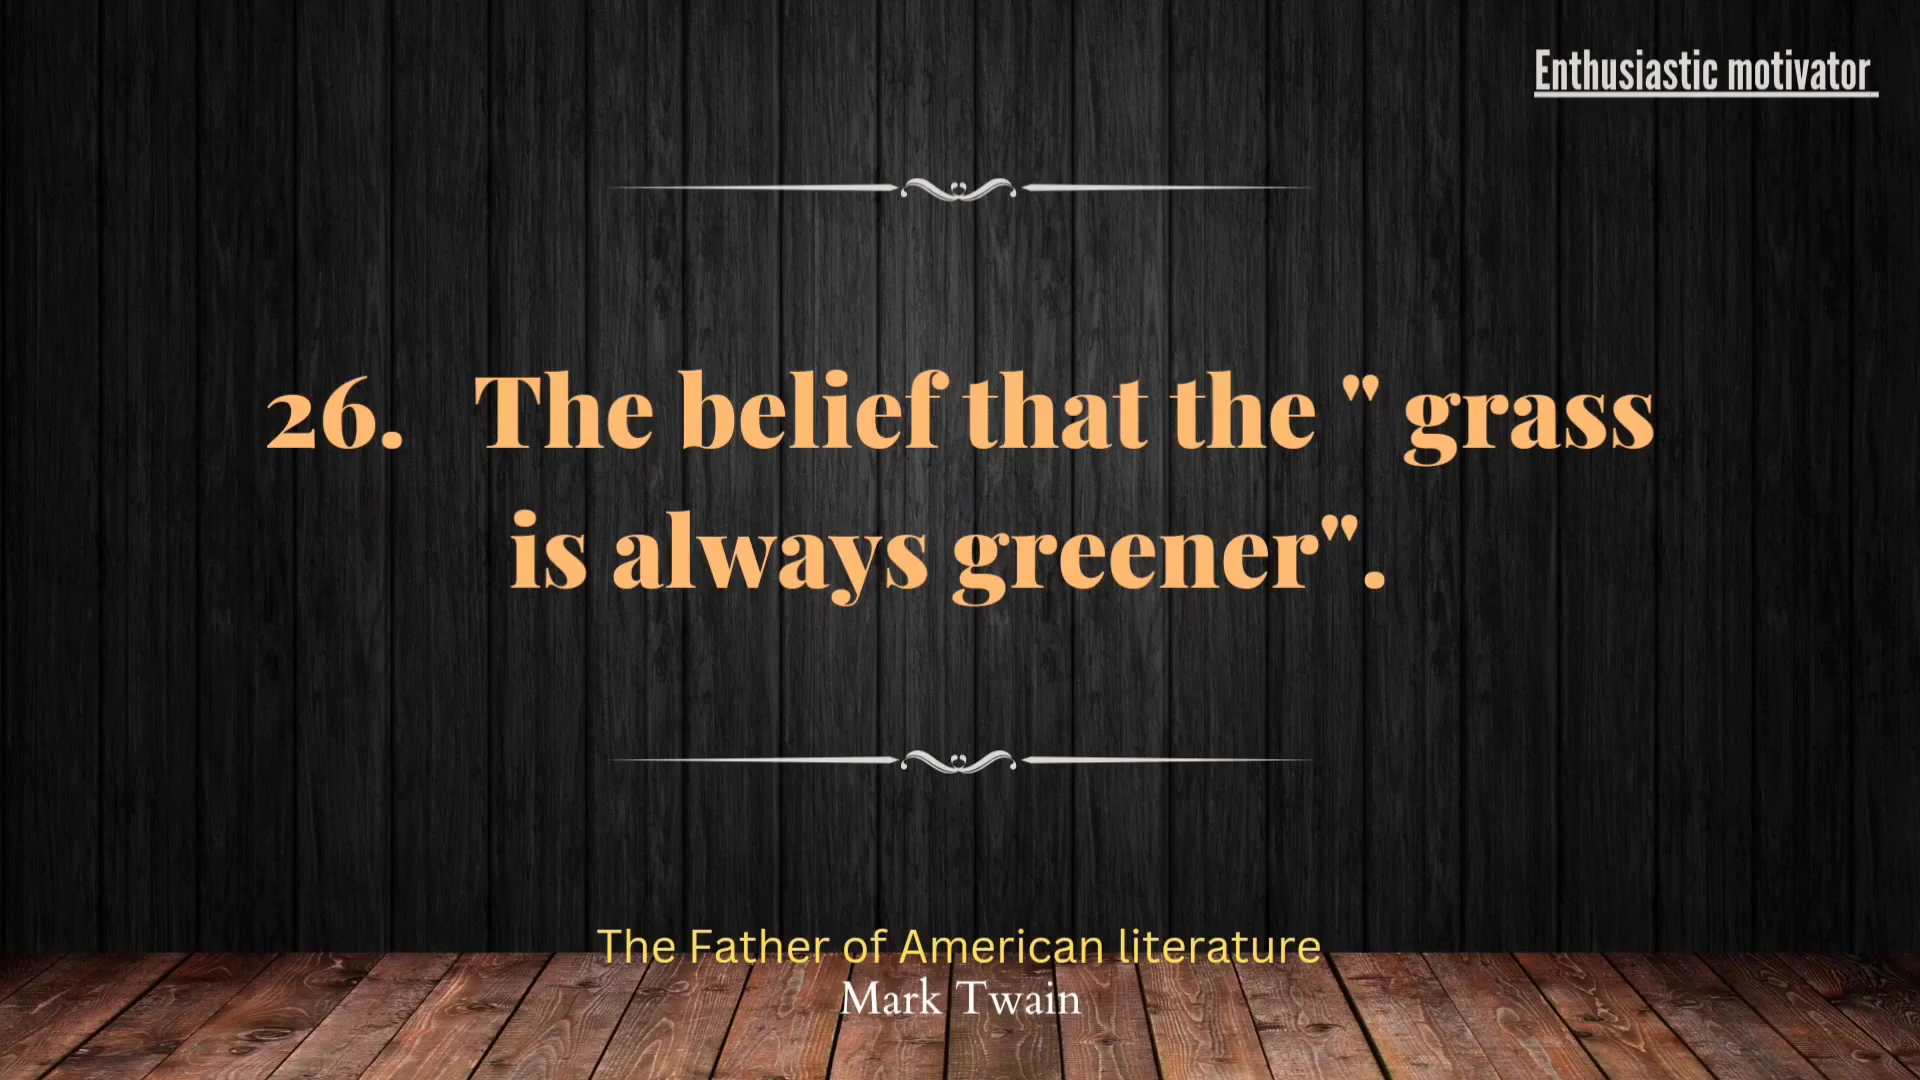 Enthusiastic motivator
26. The belief that the " grass
is always greener".
The Father of American literature
Mark Twain